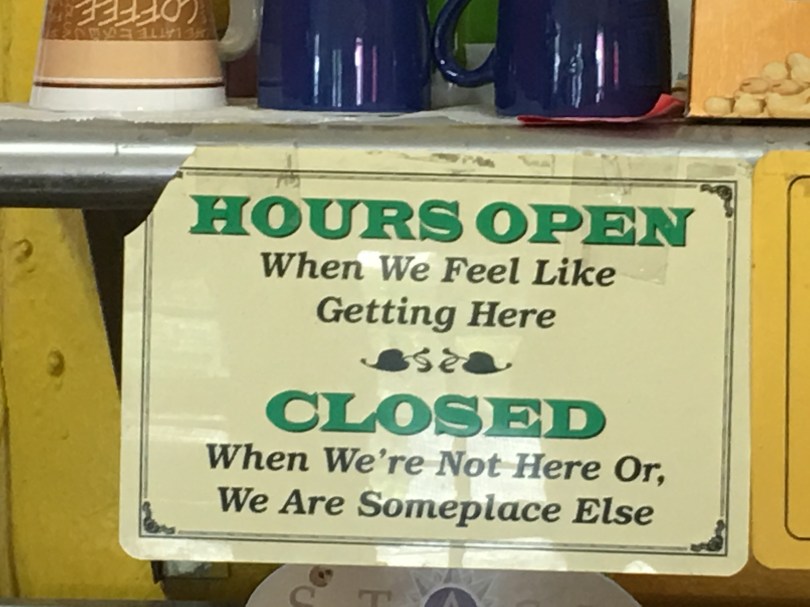 COFFEE
HOURS OPEN
When We Feel Like
Getting Here
CLOSED
When We're Not Here Or,
We Are Someplace Else